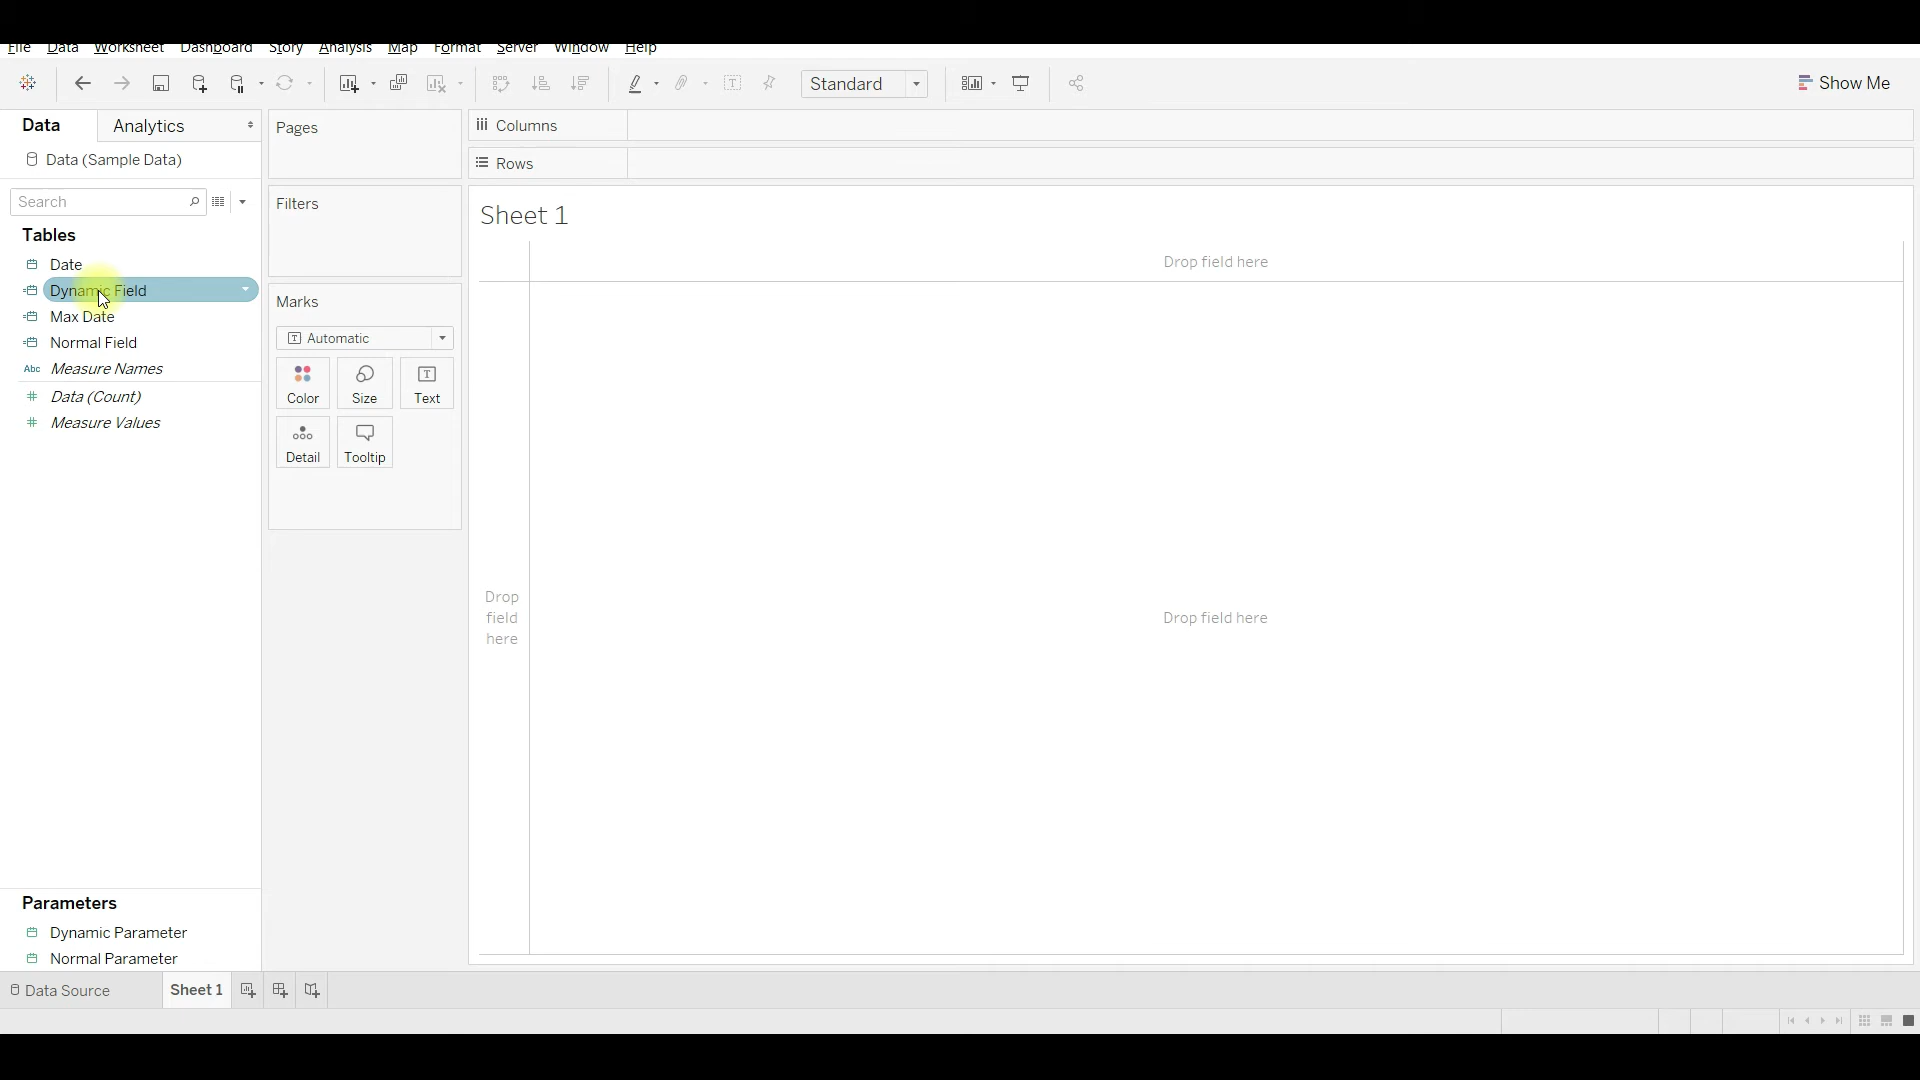 File Data Worksheet Dashboard Story Analysis Map Format Server Window Help
Standard
Show Me
Data
Analytics
Data (Sample Data)
Search
Tables
Date
Dynamic Field
Max Date
Normal Field
Abc Measure Names
Data (Count)
Measure Values
Parameters
Dynamic Parameter
Normal Parameter
Pages
Filters
Marks
Automatic
Color
Size
Text
Detail
Tooltip
Columns
Rows
Sheet 1
Drop field here
Drop
field
here
Drop field here
Data Source
Sheet 1